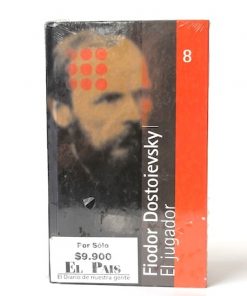 8
Fiodor Dostoievsky
El jugador
Por Sólo
$9.900
EL PAIS
El Diario de nuestra gente